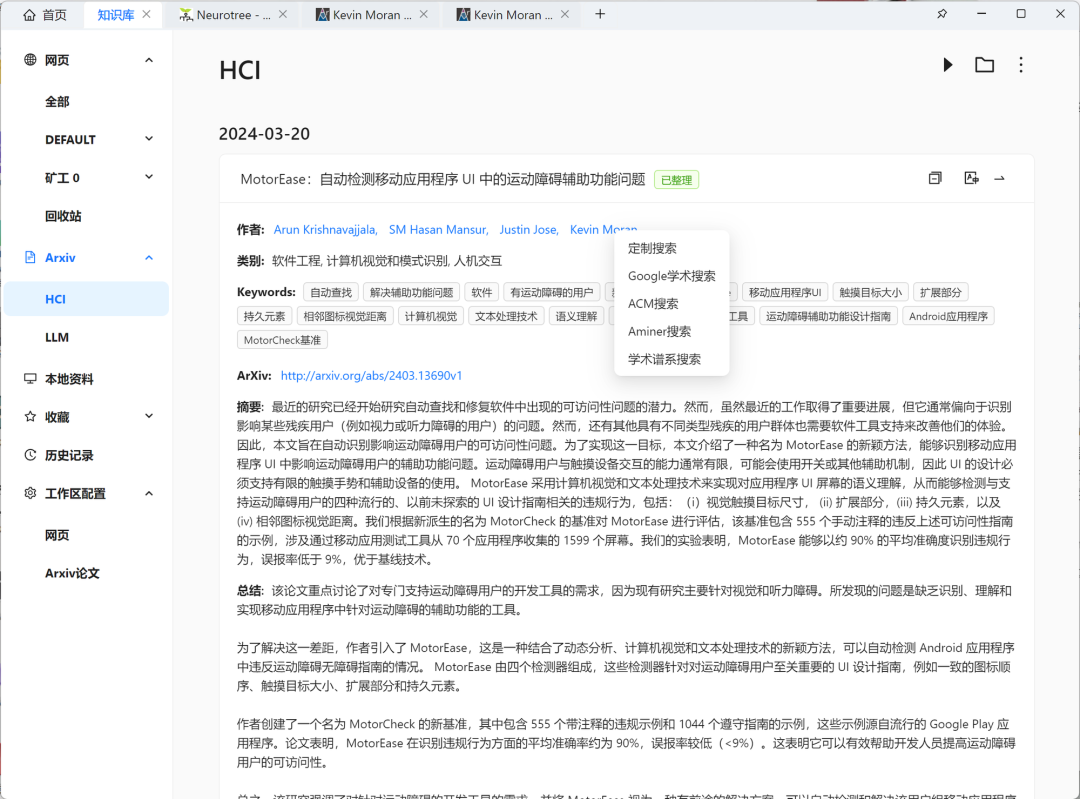 首页
知识库
Neurotree - ...
Kevin Moran ...
Kevin Moran ...
网页
全部
DEFAULT
矿工 0
回收站
Arxiv
HCI
LLM
本地资料
收藏
历史记录
工作区配置
网页
Arxiv论文
HCI
2024-03-20
MotorEase：自动检测移动应用程序 UI 中的运动障碍辅助功能问题 已整理
作者: Arun Krishnavajjala, SM Hasan Mansur, Justin Jose, Kevin Moran
类别: 软件工程, 计算机视觉和模式识别, 人机交互
Keywords: 自动查找 解决辅助功能问题 软件 有运动障碍的用户 移动应用程序UI 触摸目标大小 扩展部分
持久元素 相邻图标视觉距离 计算机视觉 文本处理技术 语义理解 工具 运动障碍辅助功能设计指南 Android应用程序
MotorCheck基准
定制搜索
Google学术搜索
ACM搜索
Aminer搜索
学术谱系搜索
ArXiv: http://arxiv.org/abs/2403.13690v1
摘要: 最近的研究已经开始研究自动查找和修复软件中出现的可访问性问题的潜力。然而，虽然最近的工作取得了重要进展，但它通常偏向于识别
影响某些残疾用户（例如视力或听力障碍的用户）的问题。然而，还有其他具有不同类型残疾的用户群体也需要软件工具支持来改善他们的体验。
因此，本文旨在自动识别影响运动障碍用户的可访问性问题。为了实现这一目标，本文介绍了一种名为 MotorEase 的新颖方法，能够识别移动应用
程序 UI 中影响运动障碍用户的辅助功能问题。运动障碍用户与触摸设备交互的能力通常有限，可能会使用开关或其他辅助机制，因此 UI 的设计必
须支持有限的触摸手势和辅助设备的使用。 MotorEase 采用计算机视觉和文本处理技术来实现对应用程序 UI 屏幕的语义理解，从而能够检测与支
持运动障碍用户的四种流行的、以前未探索的 UI 设计指南相关的违规行为，包括：（i）视觉触摸目标尺寸， (ii) 扩展部分，(iii) 持久元素，以及
(iv) 相邻图标视觉距离。我们根据新派生的名为 MotorCheck 的基准对 MotorEase 进行评估，该基准包含 555 个手动注释的违反上述可访问性指南
的示例，涉及通过移动应用测试工具从 70 个应用程序收集的 1599 个屏幕。我们的实验表明，MotorEase 能够以约 90% 的平均准确度识别违规行
为，误报率低于 9%，优于基线技术。
总结: 该论文重点讨论了对专门支持运动障碍用户的开发工具的需求，因为现有研究主要针对视觉和听力障碍。所发现的问题是缺乏识别、理解和
实现移动应用程序中针对运动障碍的辅助功能的工具。
为了解决这一差距，作者引入了 MotorEase，这是一种结合了动态分析、计算机视觉和文本处理技术的新颖方法，可以自动检测 Android 应用程序
中违反运动障碍无障碍指南的情况。 MotorEase 由四个检测器组成，这些检测器针对对运动障碍用户至关重要的 UI 设计指南，例如一致的图标顺
序、触摸目标大小、扩展部分和持久元素。
作者创建了一个名为 MotorCheck 的新基准，其中包含 555 个带注释的违规示例和 1044 个遵守指南的示例，这些示例源自流行的 Google Play 应
用程序。论文表明，MotorEase 在识别违规行为方面的平均准确率约为 90%，误报率较低（<9%）。这表明它可以有效帮助开发人员提高运动障碍
用户的可访问性。